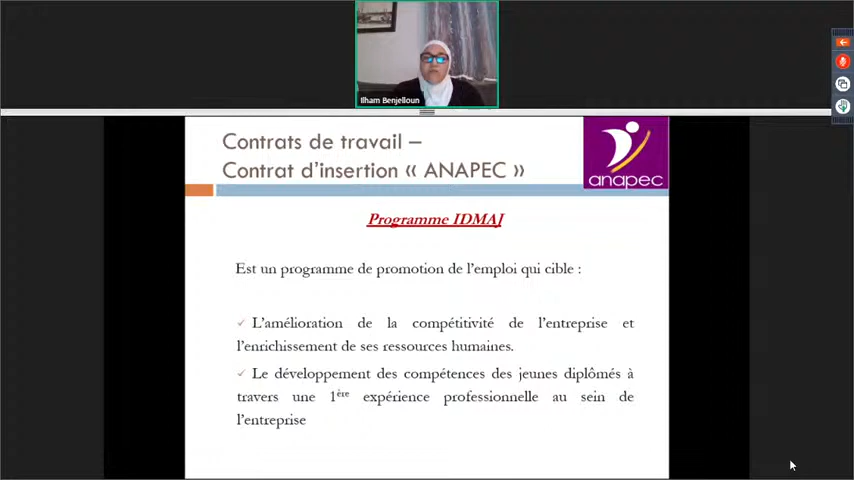 Ilham Benjelloun
Contrats de travail –
Contrat d'insertion « ANAPEC »
anapec
Programme IDMAJ
Est un programme de promotion de l'emploi qui cible :
✓ L'amélioration de la compétitivité de l'entreprise et
l'enrichissement de ses ressources humaines.
✓ Le développement des compétences des jeunes diplômés à
travers une 1ère expérience professionnelle au sein de
l'entreprise